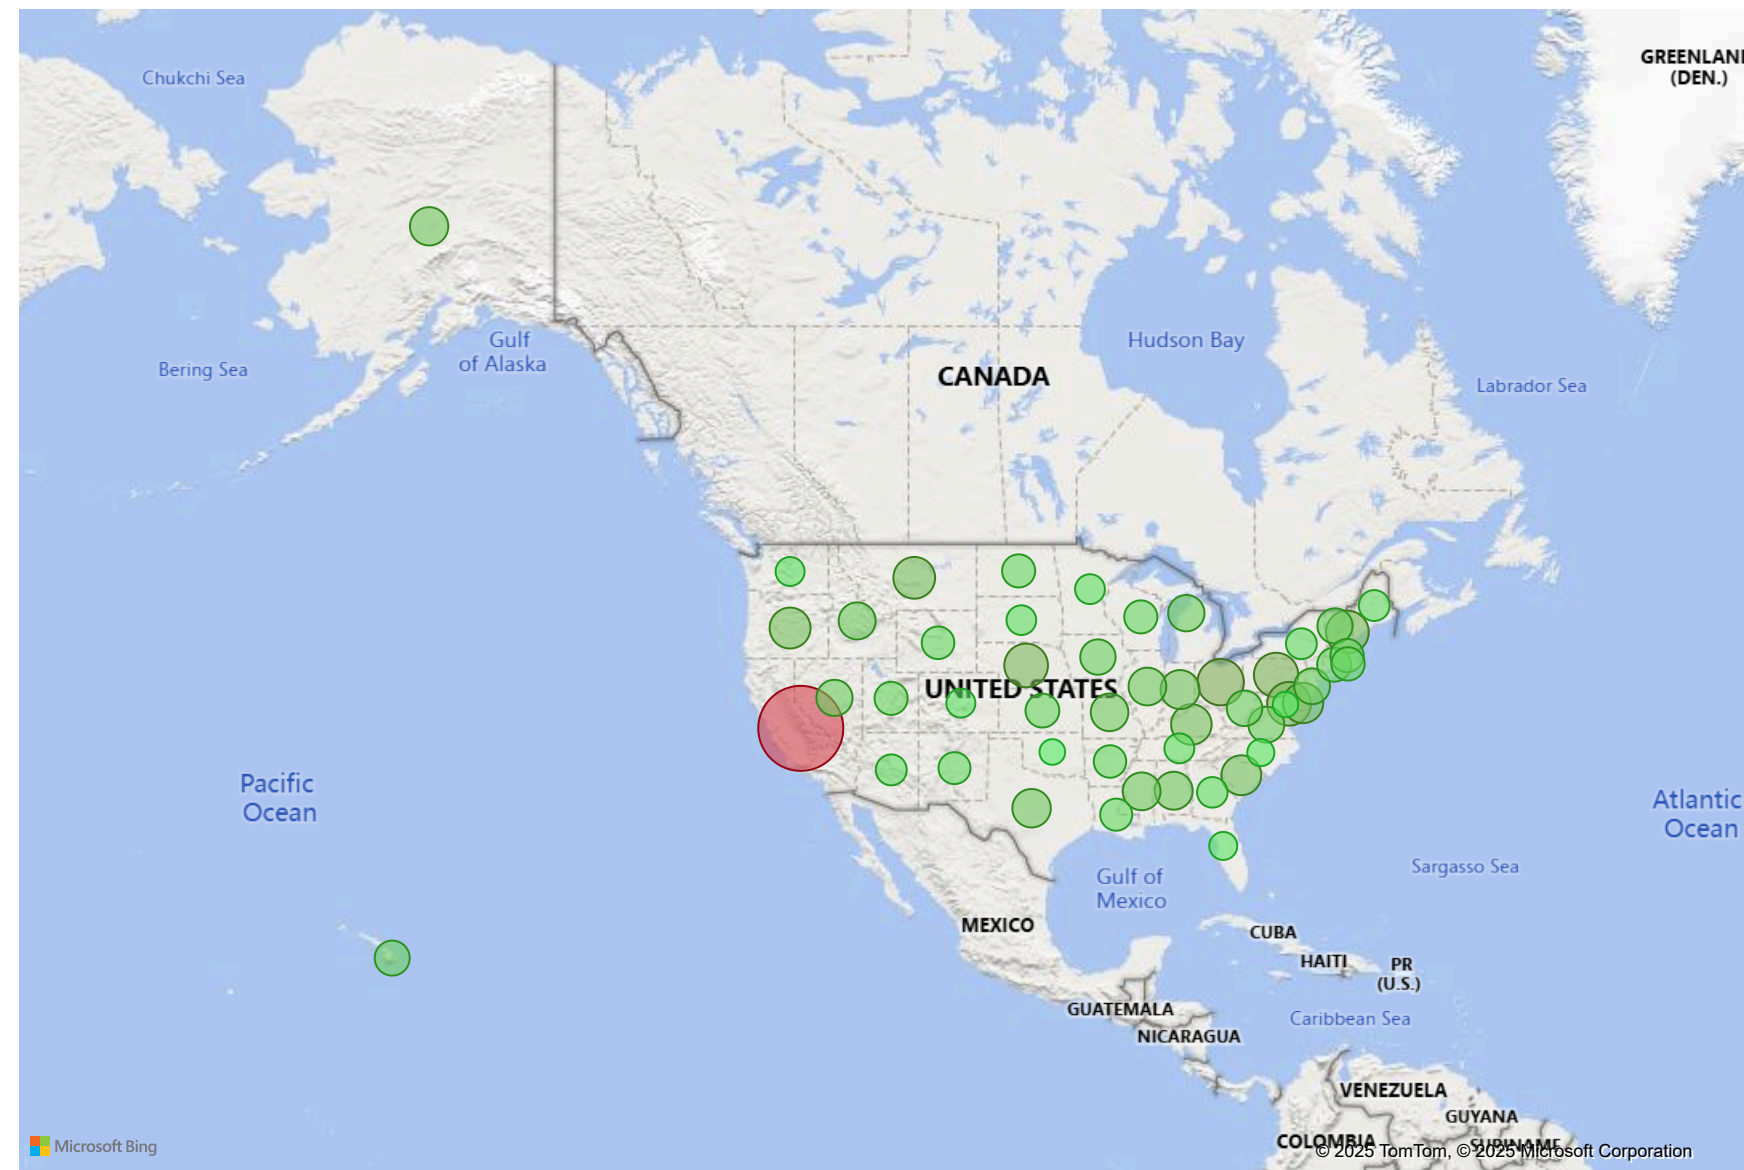 GREENLAN
(DEN.)
Chukchi Sea
Gulf
of Alaska
Hudson Bay
Bering Sea
CANADA
Labrador Sea
UNITED STATES
Pacific
Ocean
Atlantic
Ocean
Sargasso Sea
Gulf of
Mexico
MEXICO
CUBA
HAITI
PR
(U.S.)
GUATEMALA
Caribbean Sea
NICARAGUA
VENEZUELA
GUYANA
COLOMBIA
SURINAME
Microsoft Bing
© 2025 TomTom, © 2025 Microsoft Corporation